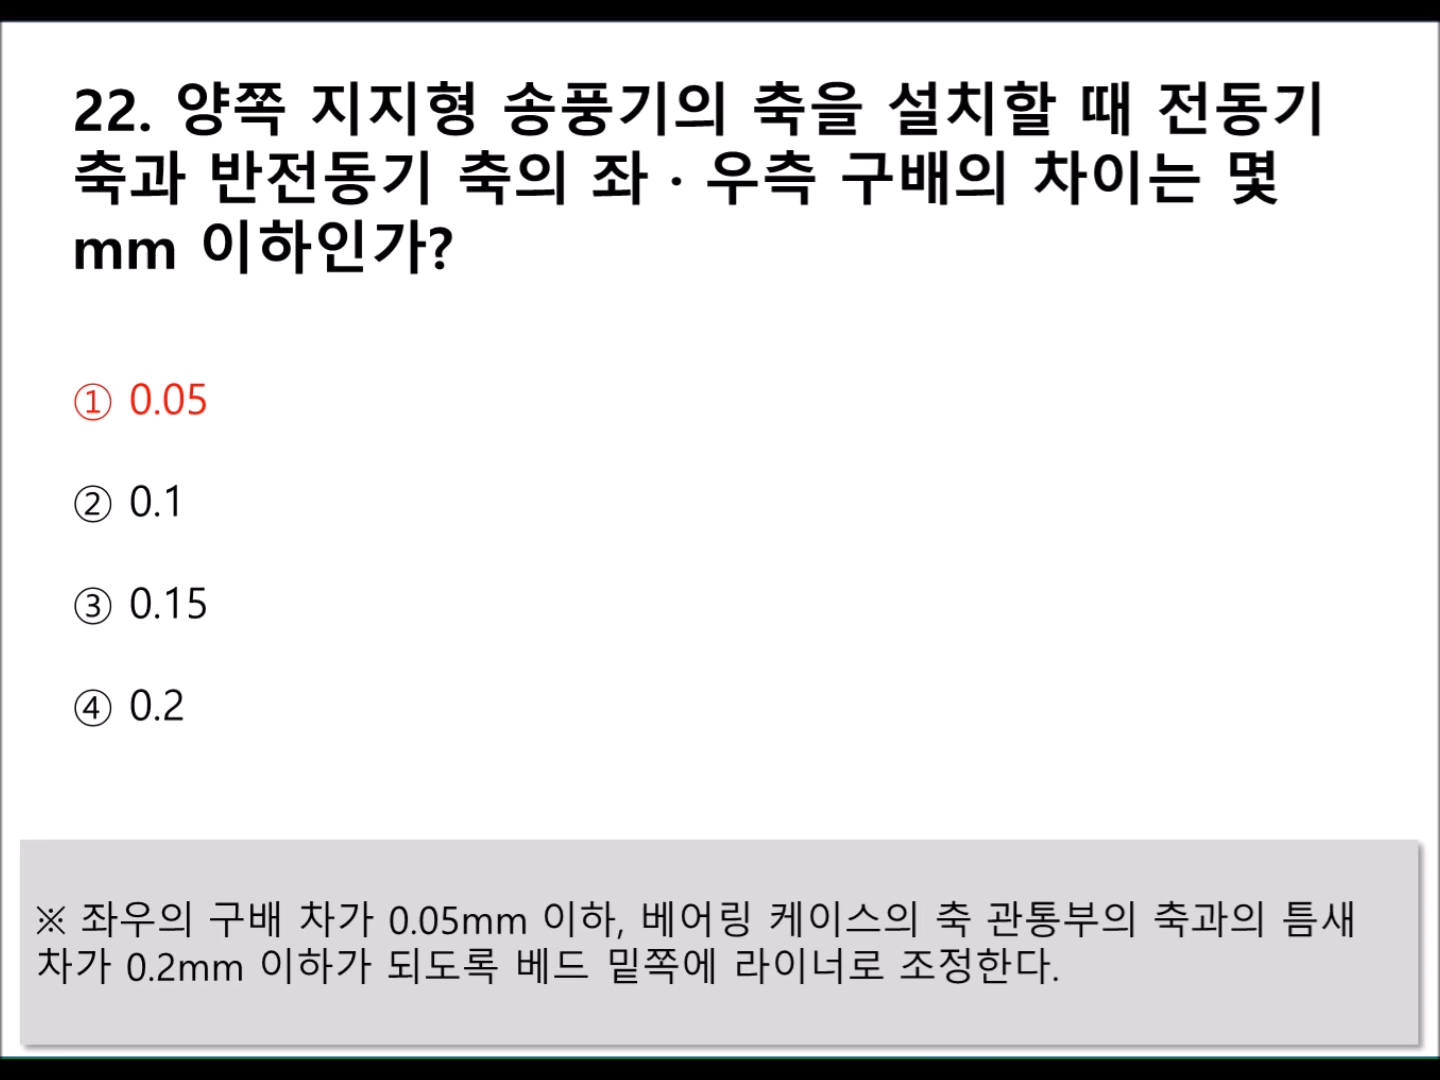 22. 양쪽 지지형 송풍기의 축을 설치할 때 전동기
축과 반전동기 축의 좌 · 우측 구배의 차이는 몇
mm 이하인가?
① 0.05
② 0.1
③ 0.15
④ 0.2
※ 좌우의 구배 차가 0.05mm 이하, 베어링 케이스의 축 관통부의 축과의 틈새
차가 0.2mm 이하가 되도록 베드 밑쪽에 라이너로 조정한다.